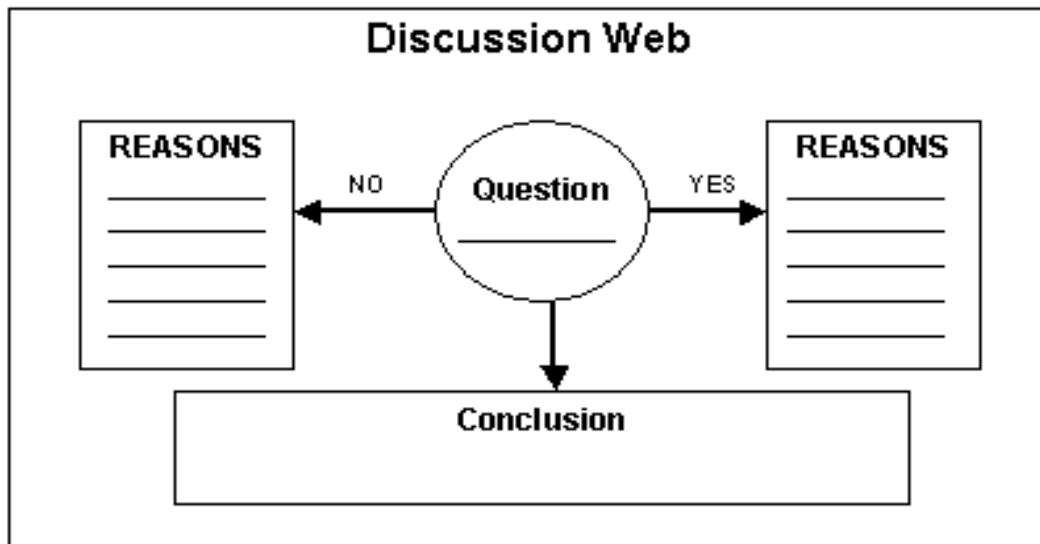 Discussion Web
REASONS
NO
Question
YES
REASONS
Conclusion